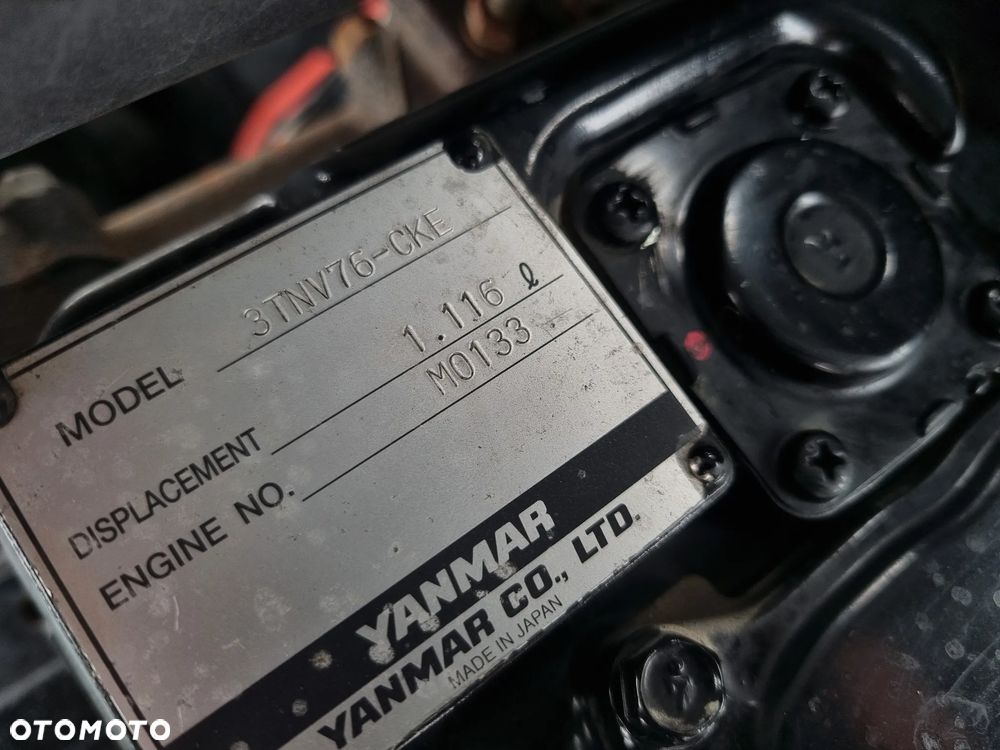 MODEL 3TNV76-CKE
DISPLACEMENT 1.116 ℓ
ENGINE NO. M0133
YANMAR
YANMAR CO., LTD.
MADE IN JAPAN
OTOMOTO